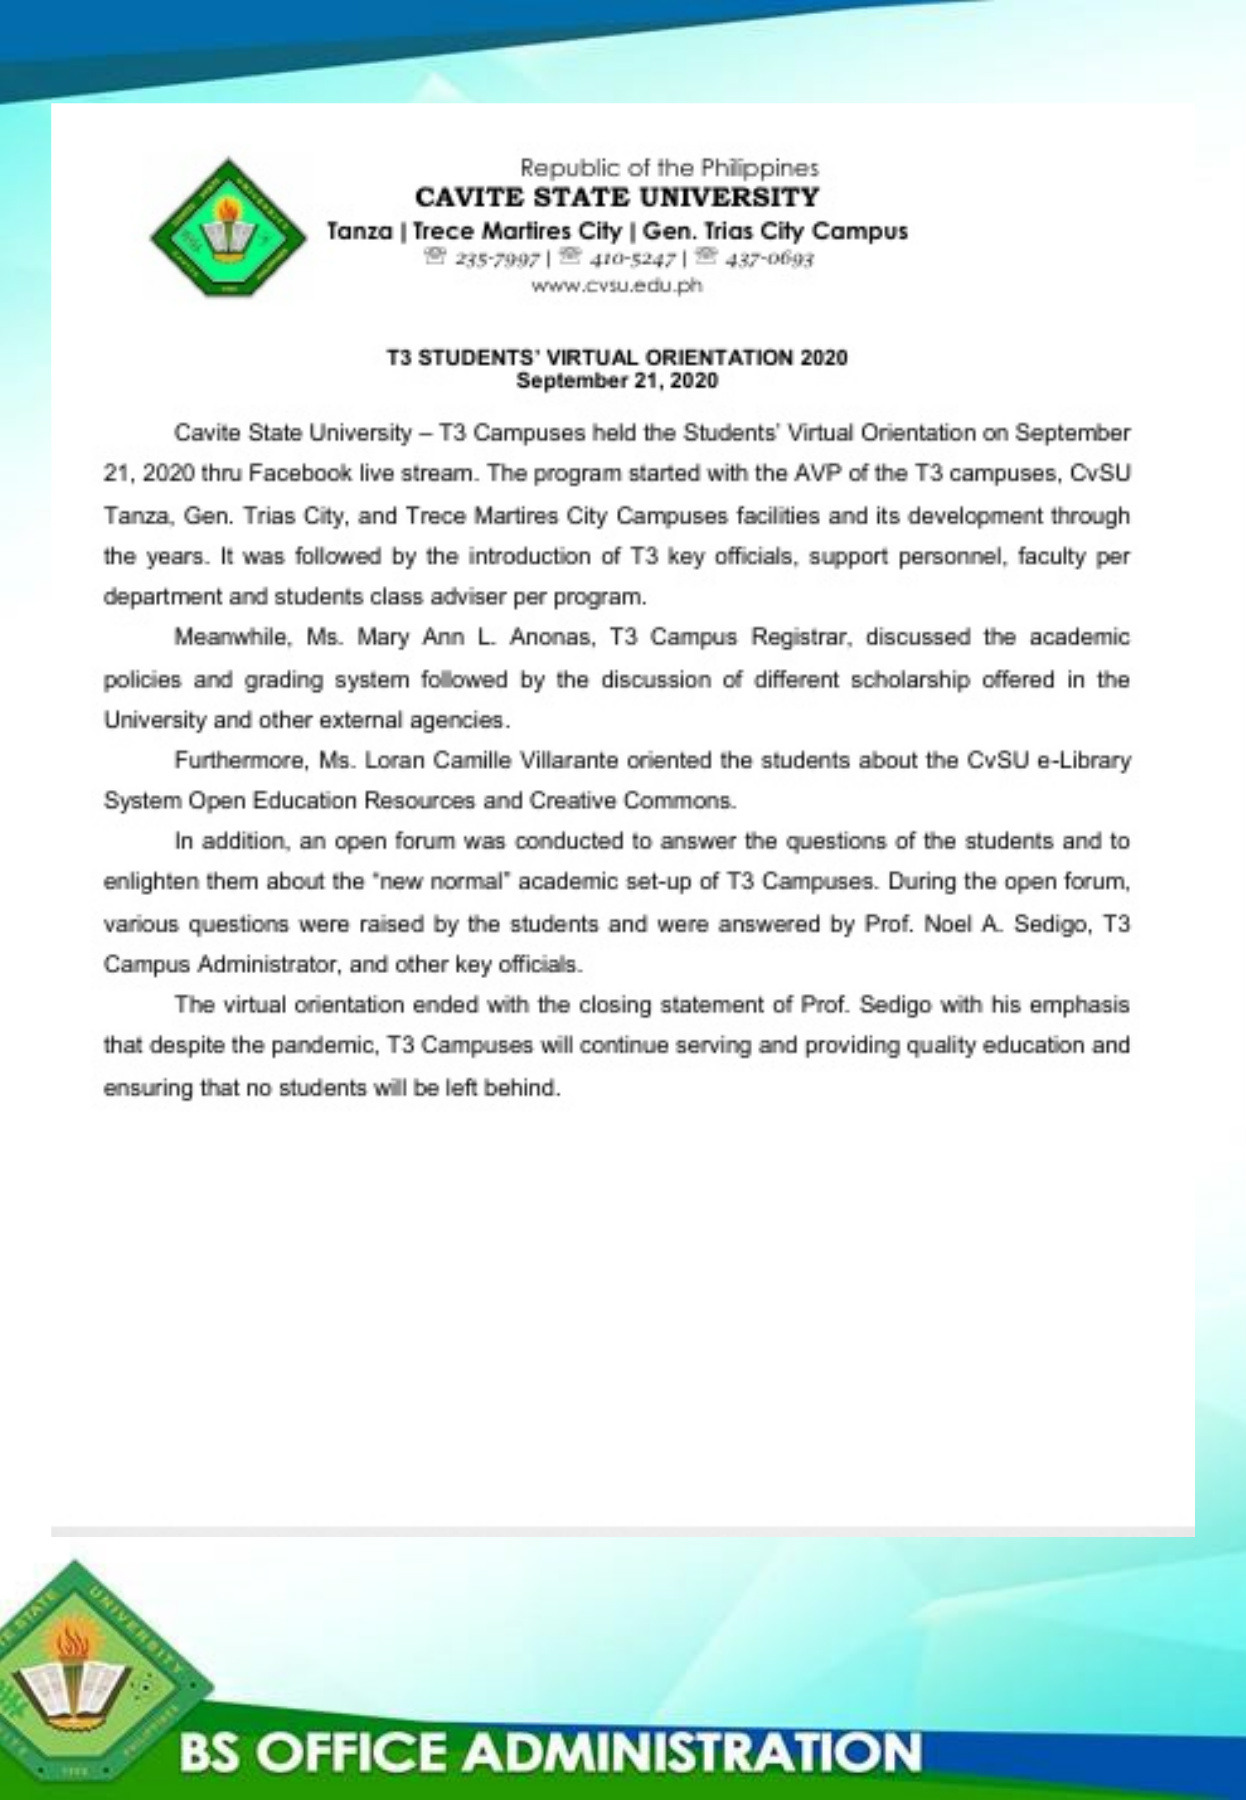 Republic of the Philippines
CAVITE STATE UNIVERSITY
Tanza | Trece Martires City | Gen. Trias City Campus
☏ 235-7997 | ☏ 410-5247 | ☏ 437-0693
www.cvsu.edu.ph
T3 STUDENTS' VIRTUAL ORIENTATION 2020
September 21, 2020
Cavite State University – T3 Campuses held the Students' Virtual Orientation on September
21, 2020 thru Facebook live stream. The program started with the AVP of the T3 campuses, CvSU
Tanza, Gen. Trias City, and Trece Martires City Campuses facilities and its development through
the years. It was followed by the introduction of T3 key officials, support personnel, faculty per
department and students class adviser per program.
Meanwhile, Ms. Mary Ann L. Anonas, T3 Campus Registrar, discussed the academic
policies and grading system followed by the discussion of different scholarship offered in the
University and other external agencies.
Furthermore, Ms. Loran Camille Villarante oriented the students about the CvSU e-Library
System Open Education Resources and Creative Commons.
In addition, an open forum was conducted to answer the questions of the students and to
enlighten them about the "new normal" academic set-up of T3 Campuses. During the open forum,
various questions were raised by the students and were answered by Prof. Noel A. Sedigo, T3
Campus Administrator, and other key officials.
The virtual orientation ended with the closing statement of Prof. Sedigo with his emphasis
that despite the pandemic, T3 Campuses will continue serving and providing quality education and
ensuring that no students will be left behind.
STATE UNIVERSITY
PHILIPPINES
BS OFFICE ADMINISTRATION